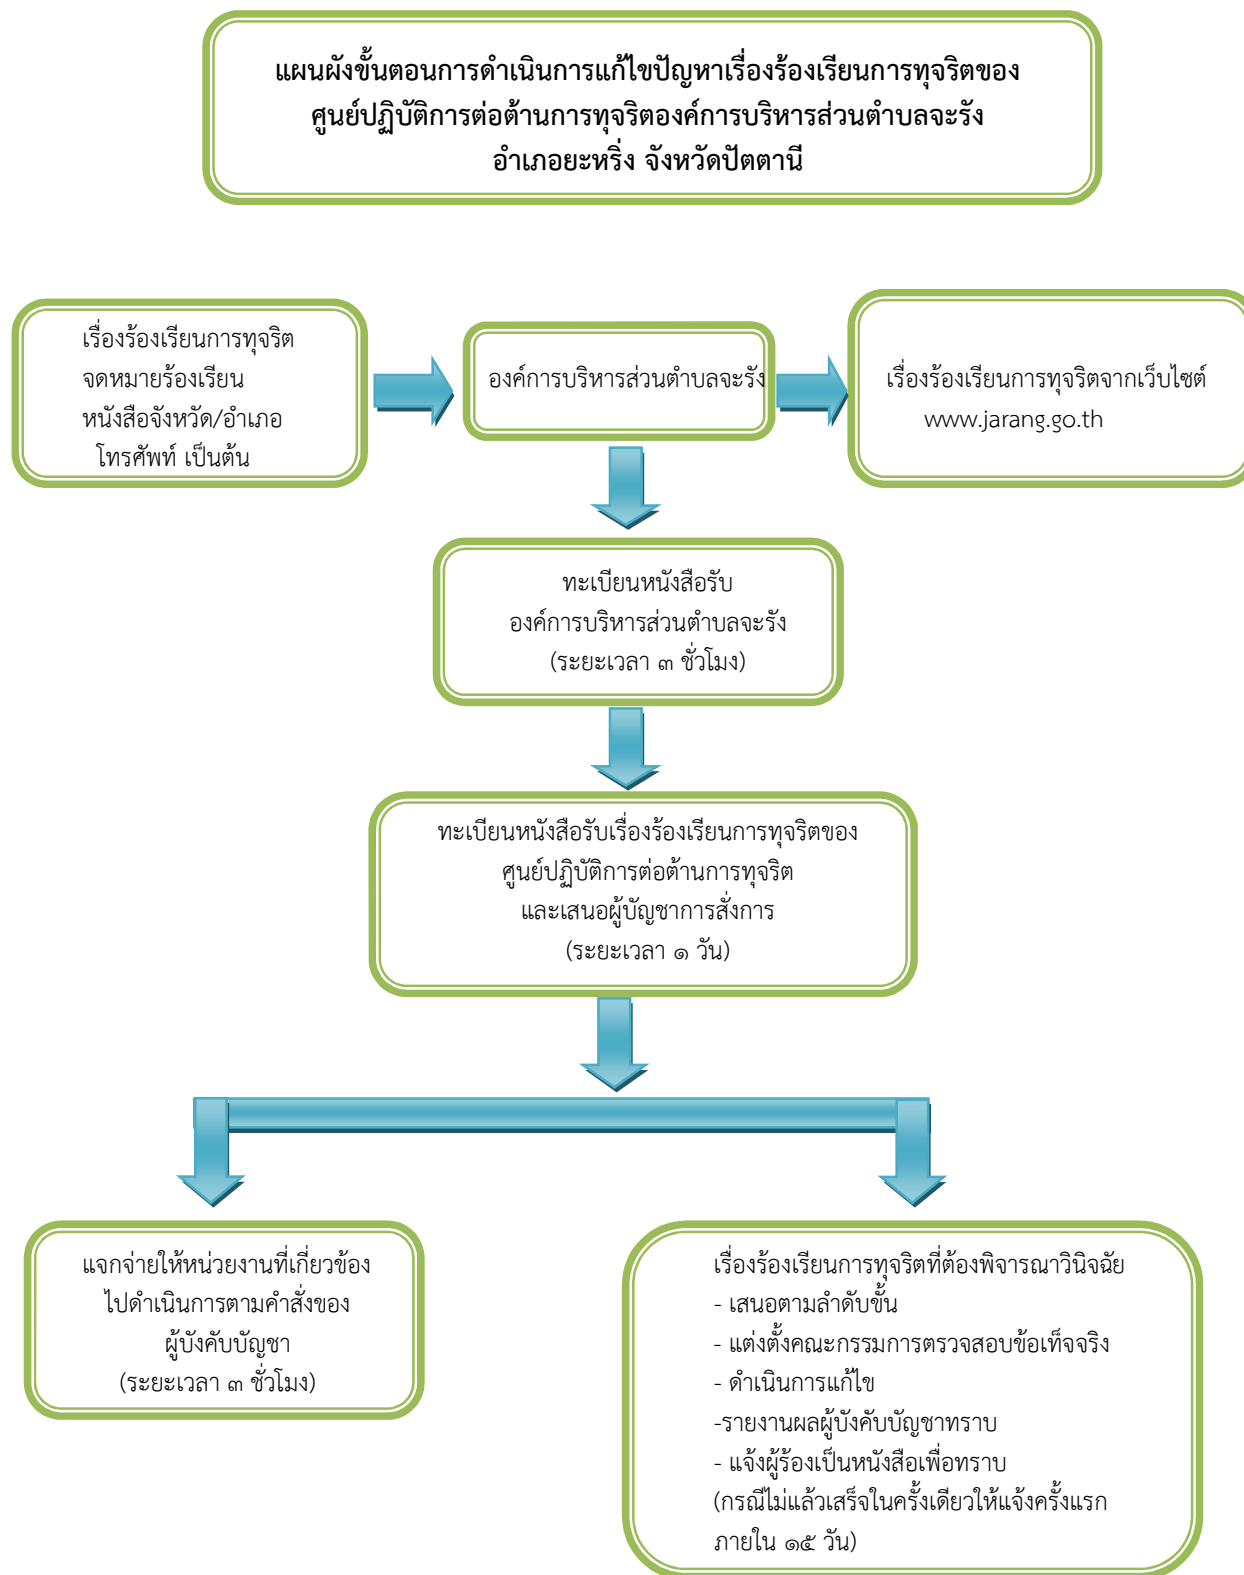 แผนผังขั้นตอนการดำเนินการแก้ไขปัญหาเรื่องร้องเรียนการทุจริตของ
ศูนย์ปฏิบัติการต่อต้านการทุจริตองค์การบริหารส่วนตำบลจะรัง
อำเภอยะหริ่ง จังหวัดปัตตานี
เรื่องร้องเรียนการทุจริต
จดหมายร้องเรียน
หนังสือจังหวัด/อำเภอ
โทรศัพท์ เป็นต้น
องค์การบริหารส่วนตำบลจะรัง
เรื่องร้องเรียนการทุจริตจากเว็บไซต์
www.jarang.go.th
ทะเบียนหนังสือรับ
องค์การบริหารส่วนตำบลจะรัง
(ระยะเวลา ๓ ชั่วโมง)
ทะเบียนหนังสือรับเรื่องร้องเรียนการทุจริตของ
ศูนย์ปฏิบัติการต่อต้านการทุจริต
และเสนอผู้บัญชาการสั่งการ
(ระยะเวลา ๑ วัน)
แจกจ่ายให้หน่วยงานที่เกี่ยวข้อง
ไปดำเนินการตามคำสั่งของ
ผู้บังคับบัญชา
(ระยะเวลา ๓ ชั่วโมง)
เรื่องร้องเรียนการทุจริตที่ต้องพิจารณาวินิจฉัย
- เสนอตามลำดับขั้น
- แต่งตั้งคณะกรรมการตรวจสอบข้อเท็จจริง
- ดำเนินการแก้ไข
-รายงานผลผู้บังคับบัญชาทราบ
- แจ้งผู้ร้องเป็นหนังสือเพื่อทราบ
(กรณีไม่แล้วเสร็จในครั้งเดียวให้แจ้งครั้งแรก
ภายใน ๑๕ วัน)